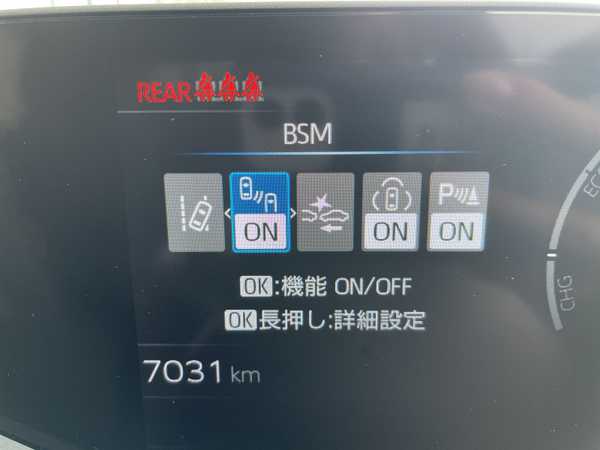 REAR
BSM
ON ON ON
P
OK:機能 ON/OFF
OK長押し:詳細設定
7031 km
CHG